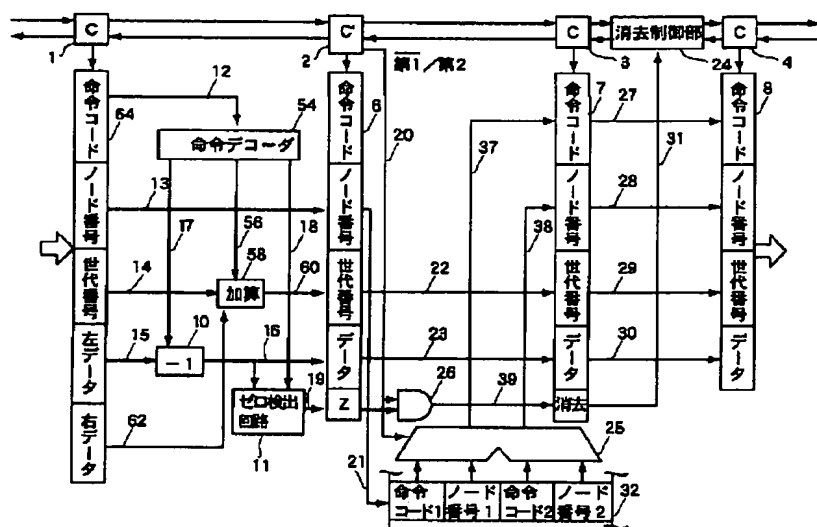 C
C'
C
消去制御部
C
1
2
3
24
4
第1/第2
12
64
54
6
20
7
27
8
31
37
命令コード
命令デコーダ
命令コード
命令コード
命令コード
13
17
56
18
28
38
ノード番号
ノード番号
ノード番号
ノード番号
14
58
60
22
29
世代番号
加算
世代番号
世代番号
世代番号
15
10
16
23
30
左データ
−1
データ
データ
データ
26
39
19
Z
消去
右データ
62
ゼロ検出
回路
11
25
21
命令
コード1
ノード
番号1
命令
コード2
ノード
番号2
32